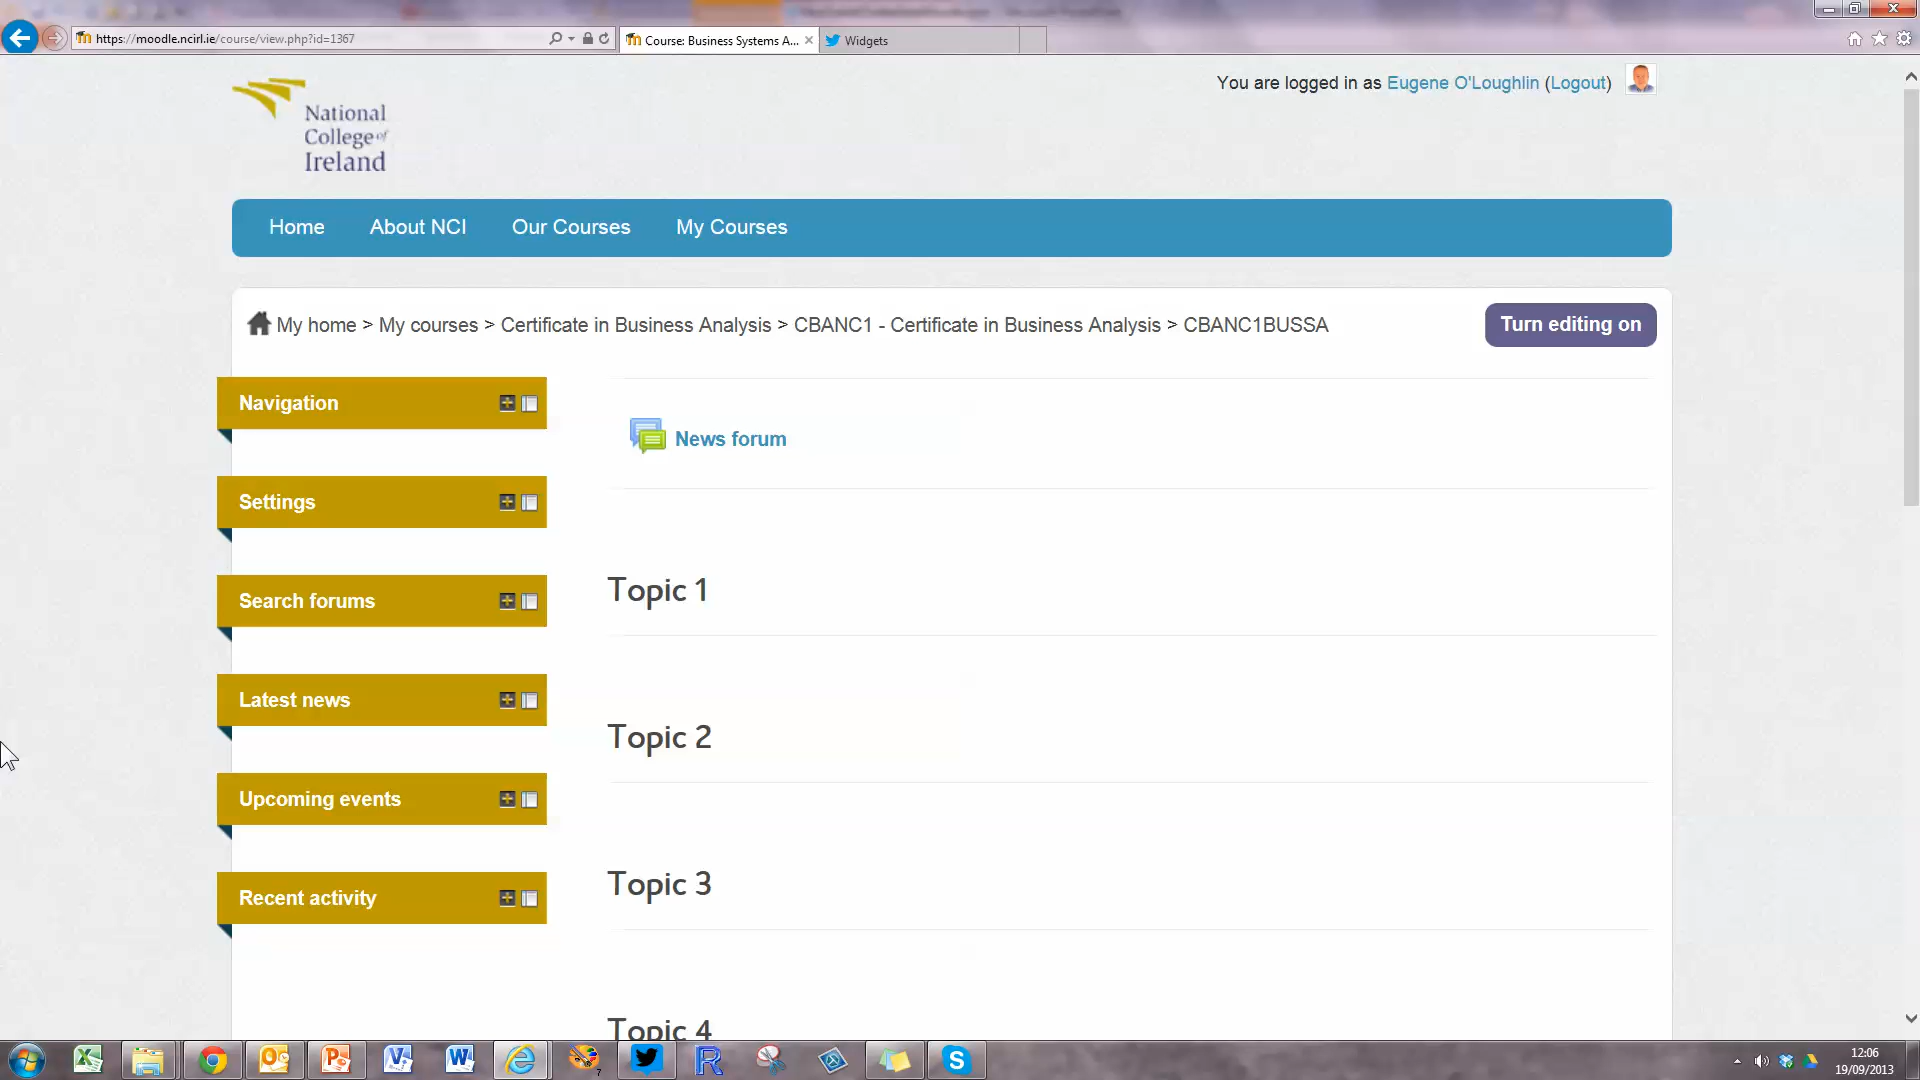 https://moodle.ncirl.ie/course/view.php?id=1367
Course: Business Systems A...
Widgets
National
College of
Ireland
You are logged in as Eugene O'Loughlin (Logout)
Home About NCI Our Courses My Courses
My home > My courses > Certificate in Business Analysis > CBANC1 - Certificate in Business Analysis > CBANC1BUSSA
Turn editing on
Navigation
Settings
Search forums
Latest news
Upcoming events
Recent activity
News forum
Topic 1
Topic 2
Topic 3
Topic 4
12:06
19/09/2013